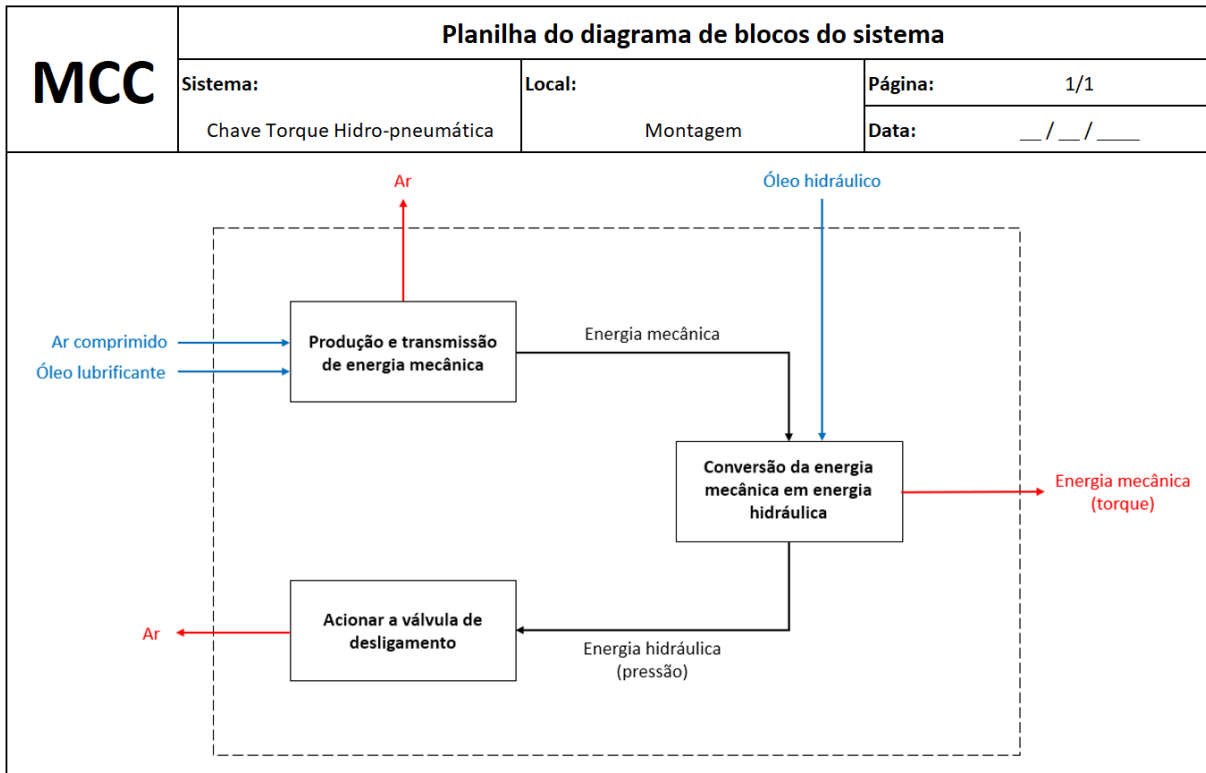 MCC
Planilha do diagrama de blocos do sistema
Sistema:
Chave Torque Hidro-pneumática
Local:
Montagem
Página: 1/1
Data: __ / __ / ____
Ar
Óleo hidráulico
Ar comprimido
Óleo lubrificante
Produção e transmissão
de energia mecânica
Energia mecânica
Conversão da energia
mecânica em energia
hidráulica
Energia mecânica
(torque)
Acionar a válvula de
desligamento
Ar
Energia hidráulica
(pressão)